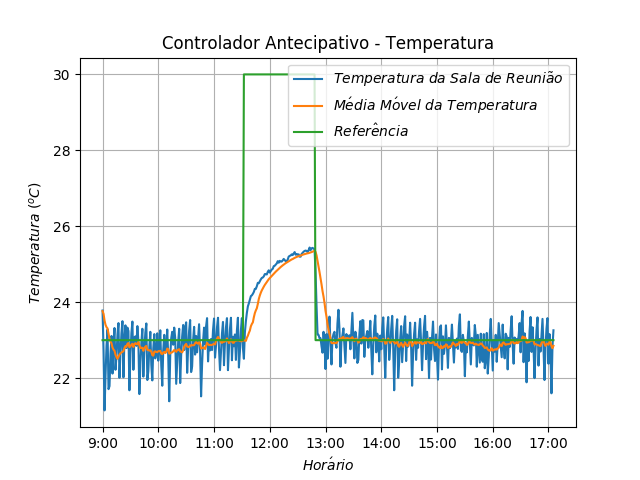 Controlador Antecipativo - Temperatura
Temperatura da Sala de Reunião
Média Móvel da Temperatura
Referência
30
28
26
24
22
Temperatura (°C)
9:00 10:00 11:00 12:00 13:00 14:00 15:00 16:00 17:00
Horário